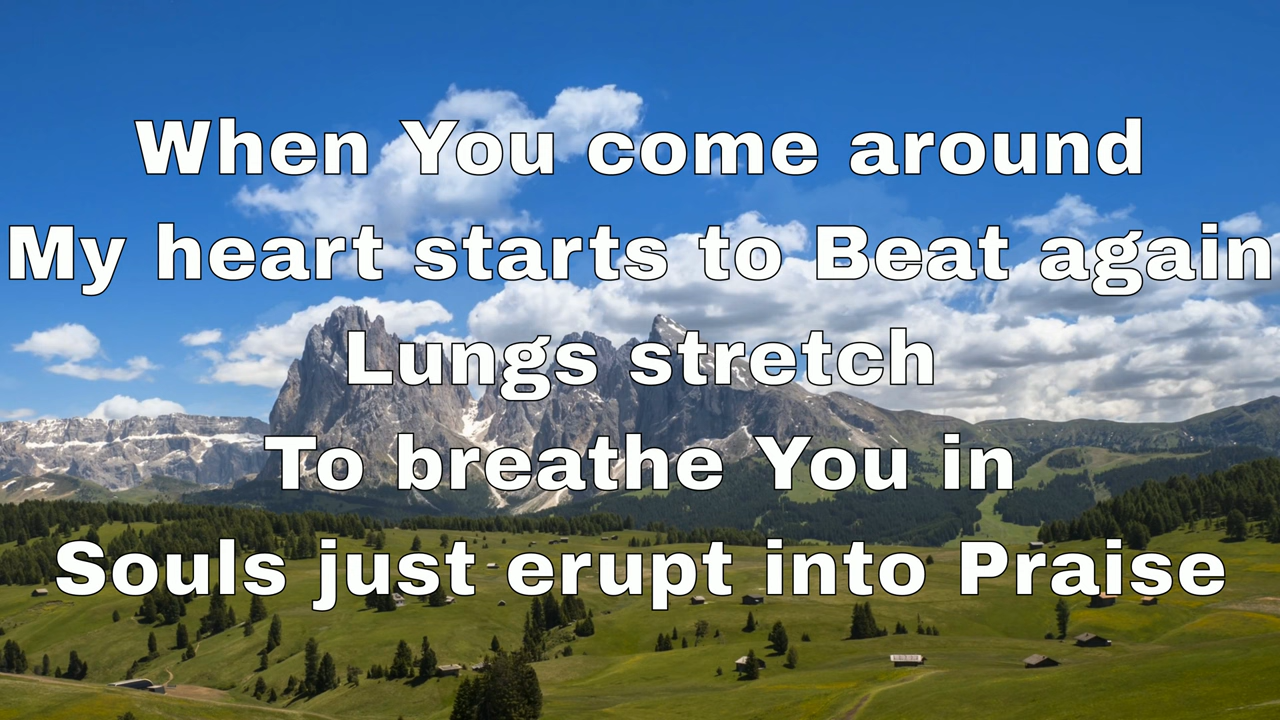 When You come around
My heart starts to Beat again
Lungs stretch
To breathe You in
Souls just erupt into Praise